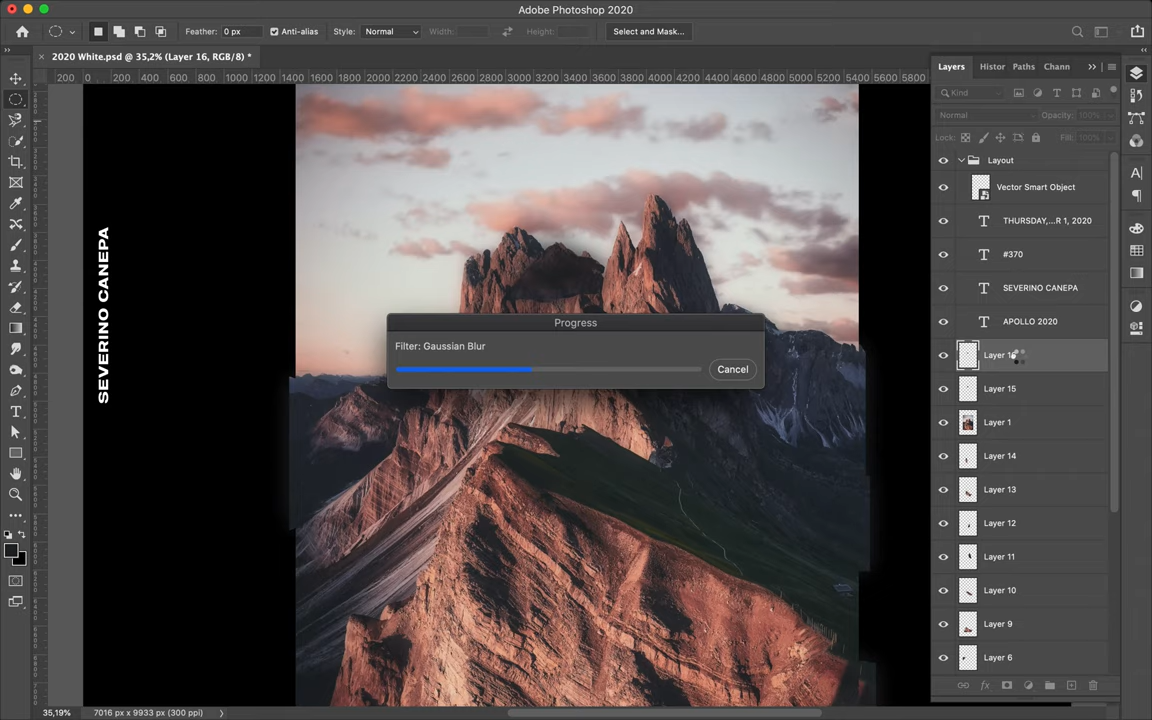 Adobe Photoshop 2020
Feather:
0 px
Anti-alias
Style:
Normal
Width:
Height:
Select and Mask...
2020 White.psd @ 35,2% (Layer 16, RGB/8) *
200 0 200 400 600 800 1000 1200 1400 1600 1800 2000 2200 2400 2600 2800 3000 3200 3400 3600 3800 4000 4200 4400 4600 4800 5000 5200 5400 5600 5800
Layers
Histor
Paths
Chann
Kind
Normal
Opacity: 100%
Lock:
Fill: 100%
Layout
Vector Smart Object
THURSDAY,...R 1, 2020
#370
SEVERINO CANEPA
APOLLO 2020
Layer 1
Layer 15
Layer 1
Layer 14
Layer 13
Layer 12
Layer 11
Layer 10
Layer 9
Layer 6
SEVERINO CANEPA
Progress
Filter: Gaussian Blur
Cancel
35,19%
7016 px x 9933 px (300 ppi)